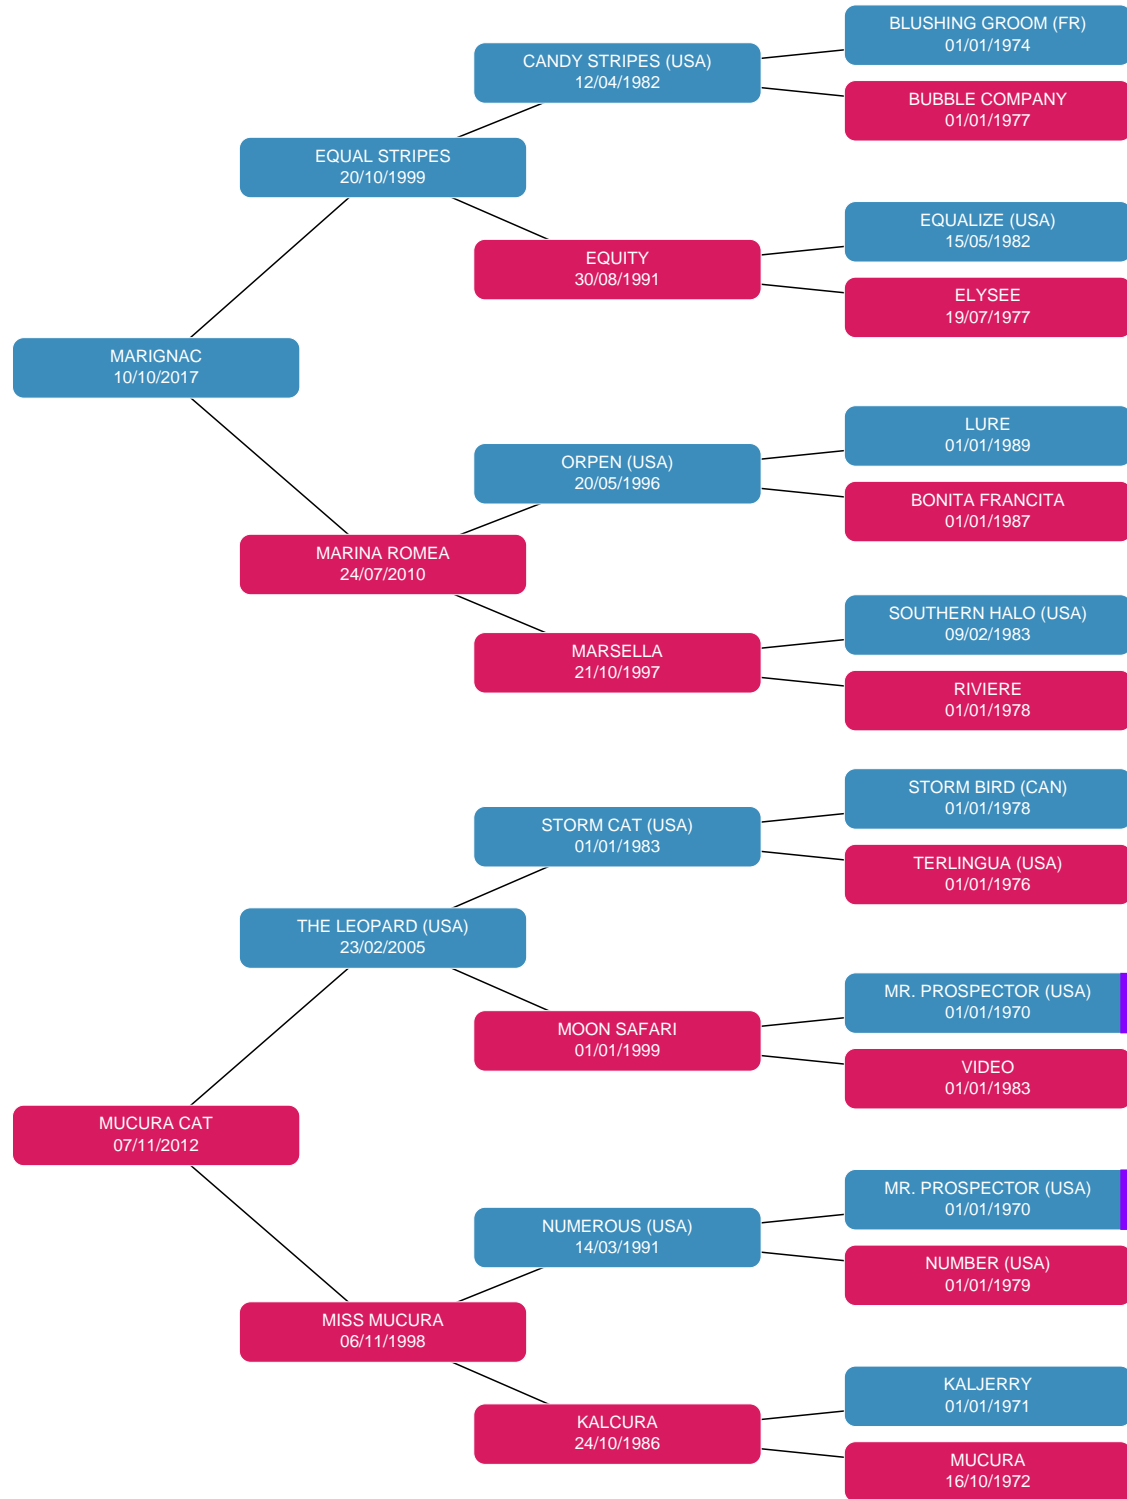 BLUSHING GROOM (FR)
01/01/1974
CANDY STRIPES (USA)
12/04/1982
BUBBLE COMPANY
01/01/1977
EQUAL STRIPES
20/10/1999
EQUALIZE (USA)
15/05/1982
EQUITY
30/08/1991
ELYSEE
19/07/1977
MARIGNAC
10/10/2017
LURE
01/01/1989
ORPEN (USA)
20/05/1996
BONITA FRANCITA
01/01/1987
MARINA ROMEA
24/07/2010
SOUTHERN HALO (USA)
09/02/1983
MARSELLA
21/10/1997
RIVIERE
01/01/1978
STORM BIRD (CAN)
01/01/1978
STORM CAT (USA)
01/01/1983
TERLINGUA (USA)
01/01/1976
THE LEOPARD (USA)
23/02/2005
MR. PROSPECTOR (USA)
01/01/1970
MOON SAFARI
01/01/1999
VIDEO
01/01/1983
MUCURA CAT
07/11/2012
MR. PROSPECTOR (USA)
01/01/1970
NUMEROUS (USA)
14/03/1991
NUMBER (USA)
01/01/1979
MISS MUCURA
06/11/1998
KALJERRY
01/01/1971
KALCURA
24/10/1986
MUCURA
16/10/1972